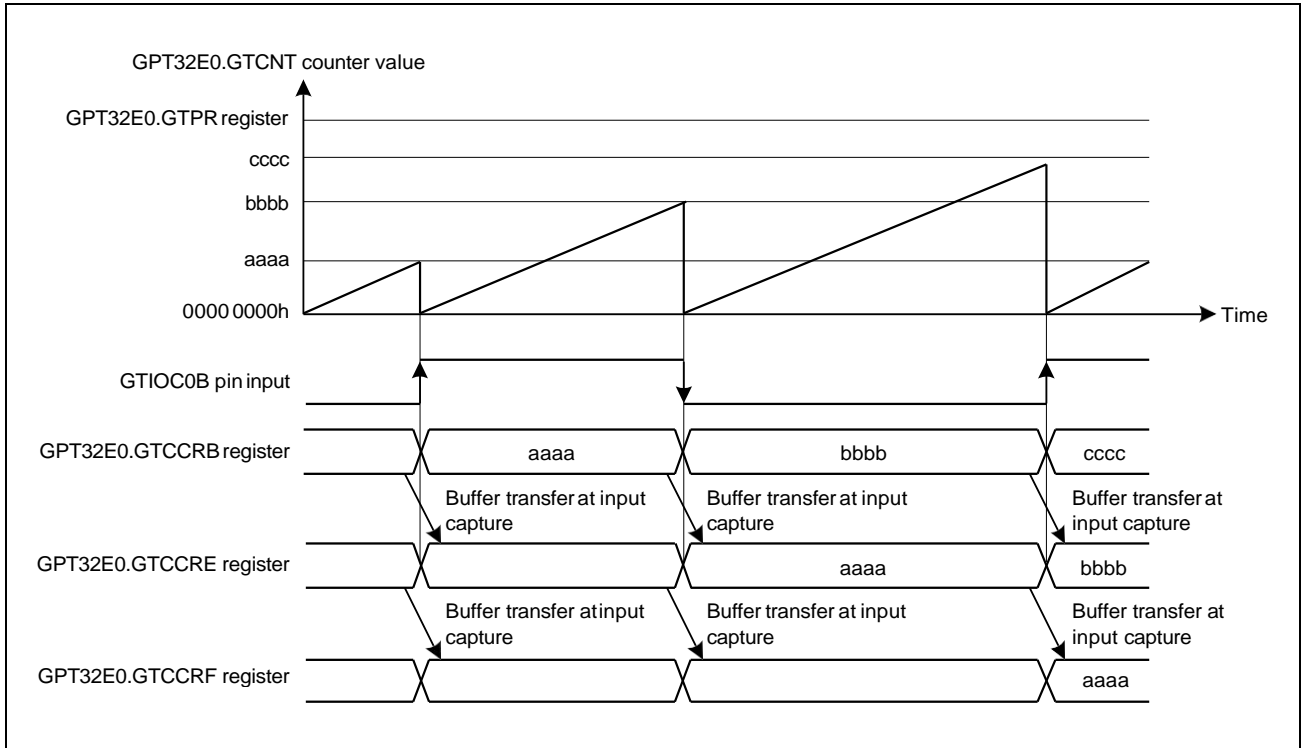 GPT32E0.GTCNT counter value
GPT32E0.GTPR register
cccc
bbbb
aaaa
0000 0000h
Time
GTIOC0B pin input
GPT32E0.GTCCRB register
aaaa
bbbb
cccc
Buffer transfer at input
capture
Buffer transfer at input
capture
Buffer transfer at
input capture
GPT32E0.GTCCRE register
aaaa
bbbb
Buffer transfer at input
capture
Buffer transfer at input
capture
Buffer transfer at
input capture
GPT32E0.GTCCRF register
aaaa